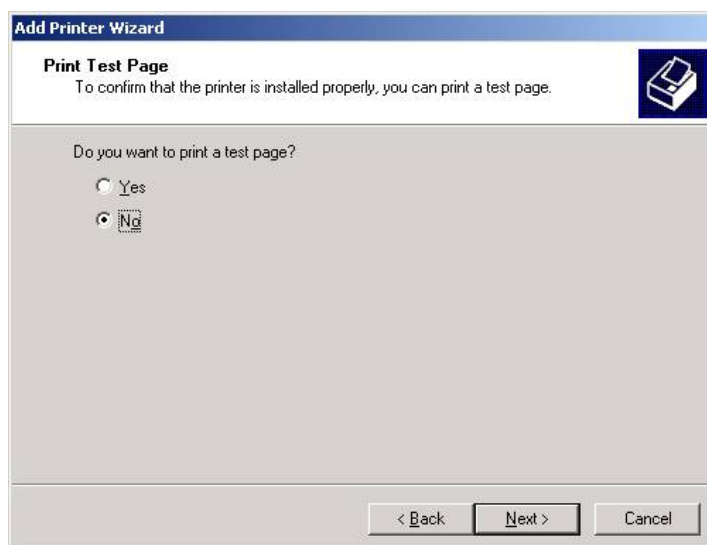 Add Printer Wizard
Print Test Page
To confirm that the printer is installed properly, you can print a test page.
Do you want to print a test page?
Yes
No
< Back
Next >
Cancel